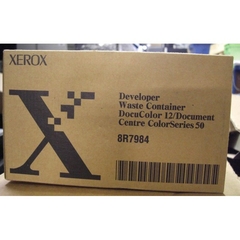 XEROX
Developer
Waste Container
DocuColor 12/Document
Centre ColorSeries 50
8R7984
X